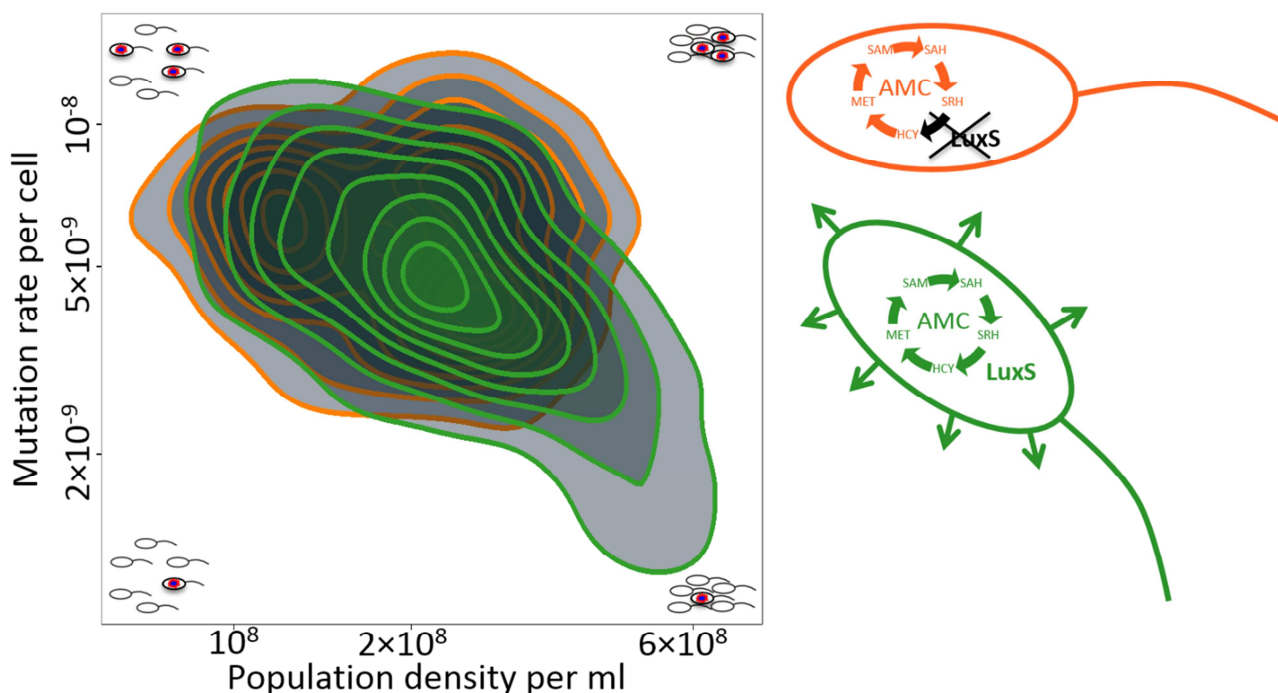 Mutation rate per cell
10⁻⁸
5×10⁻⁹
2×10⁻⁹
10⁸
2×10⁸
6×10⁸
Population density per ml
SAM
SAH
MET
AMC
SRH
HCY
LuxS
SAM
SAH
MET
AMC
SRH
HCY
LuxS